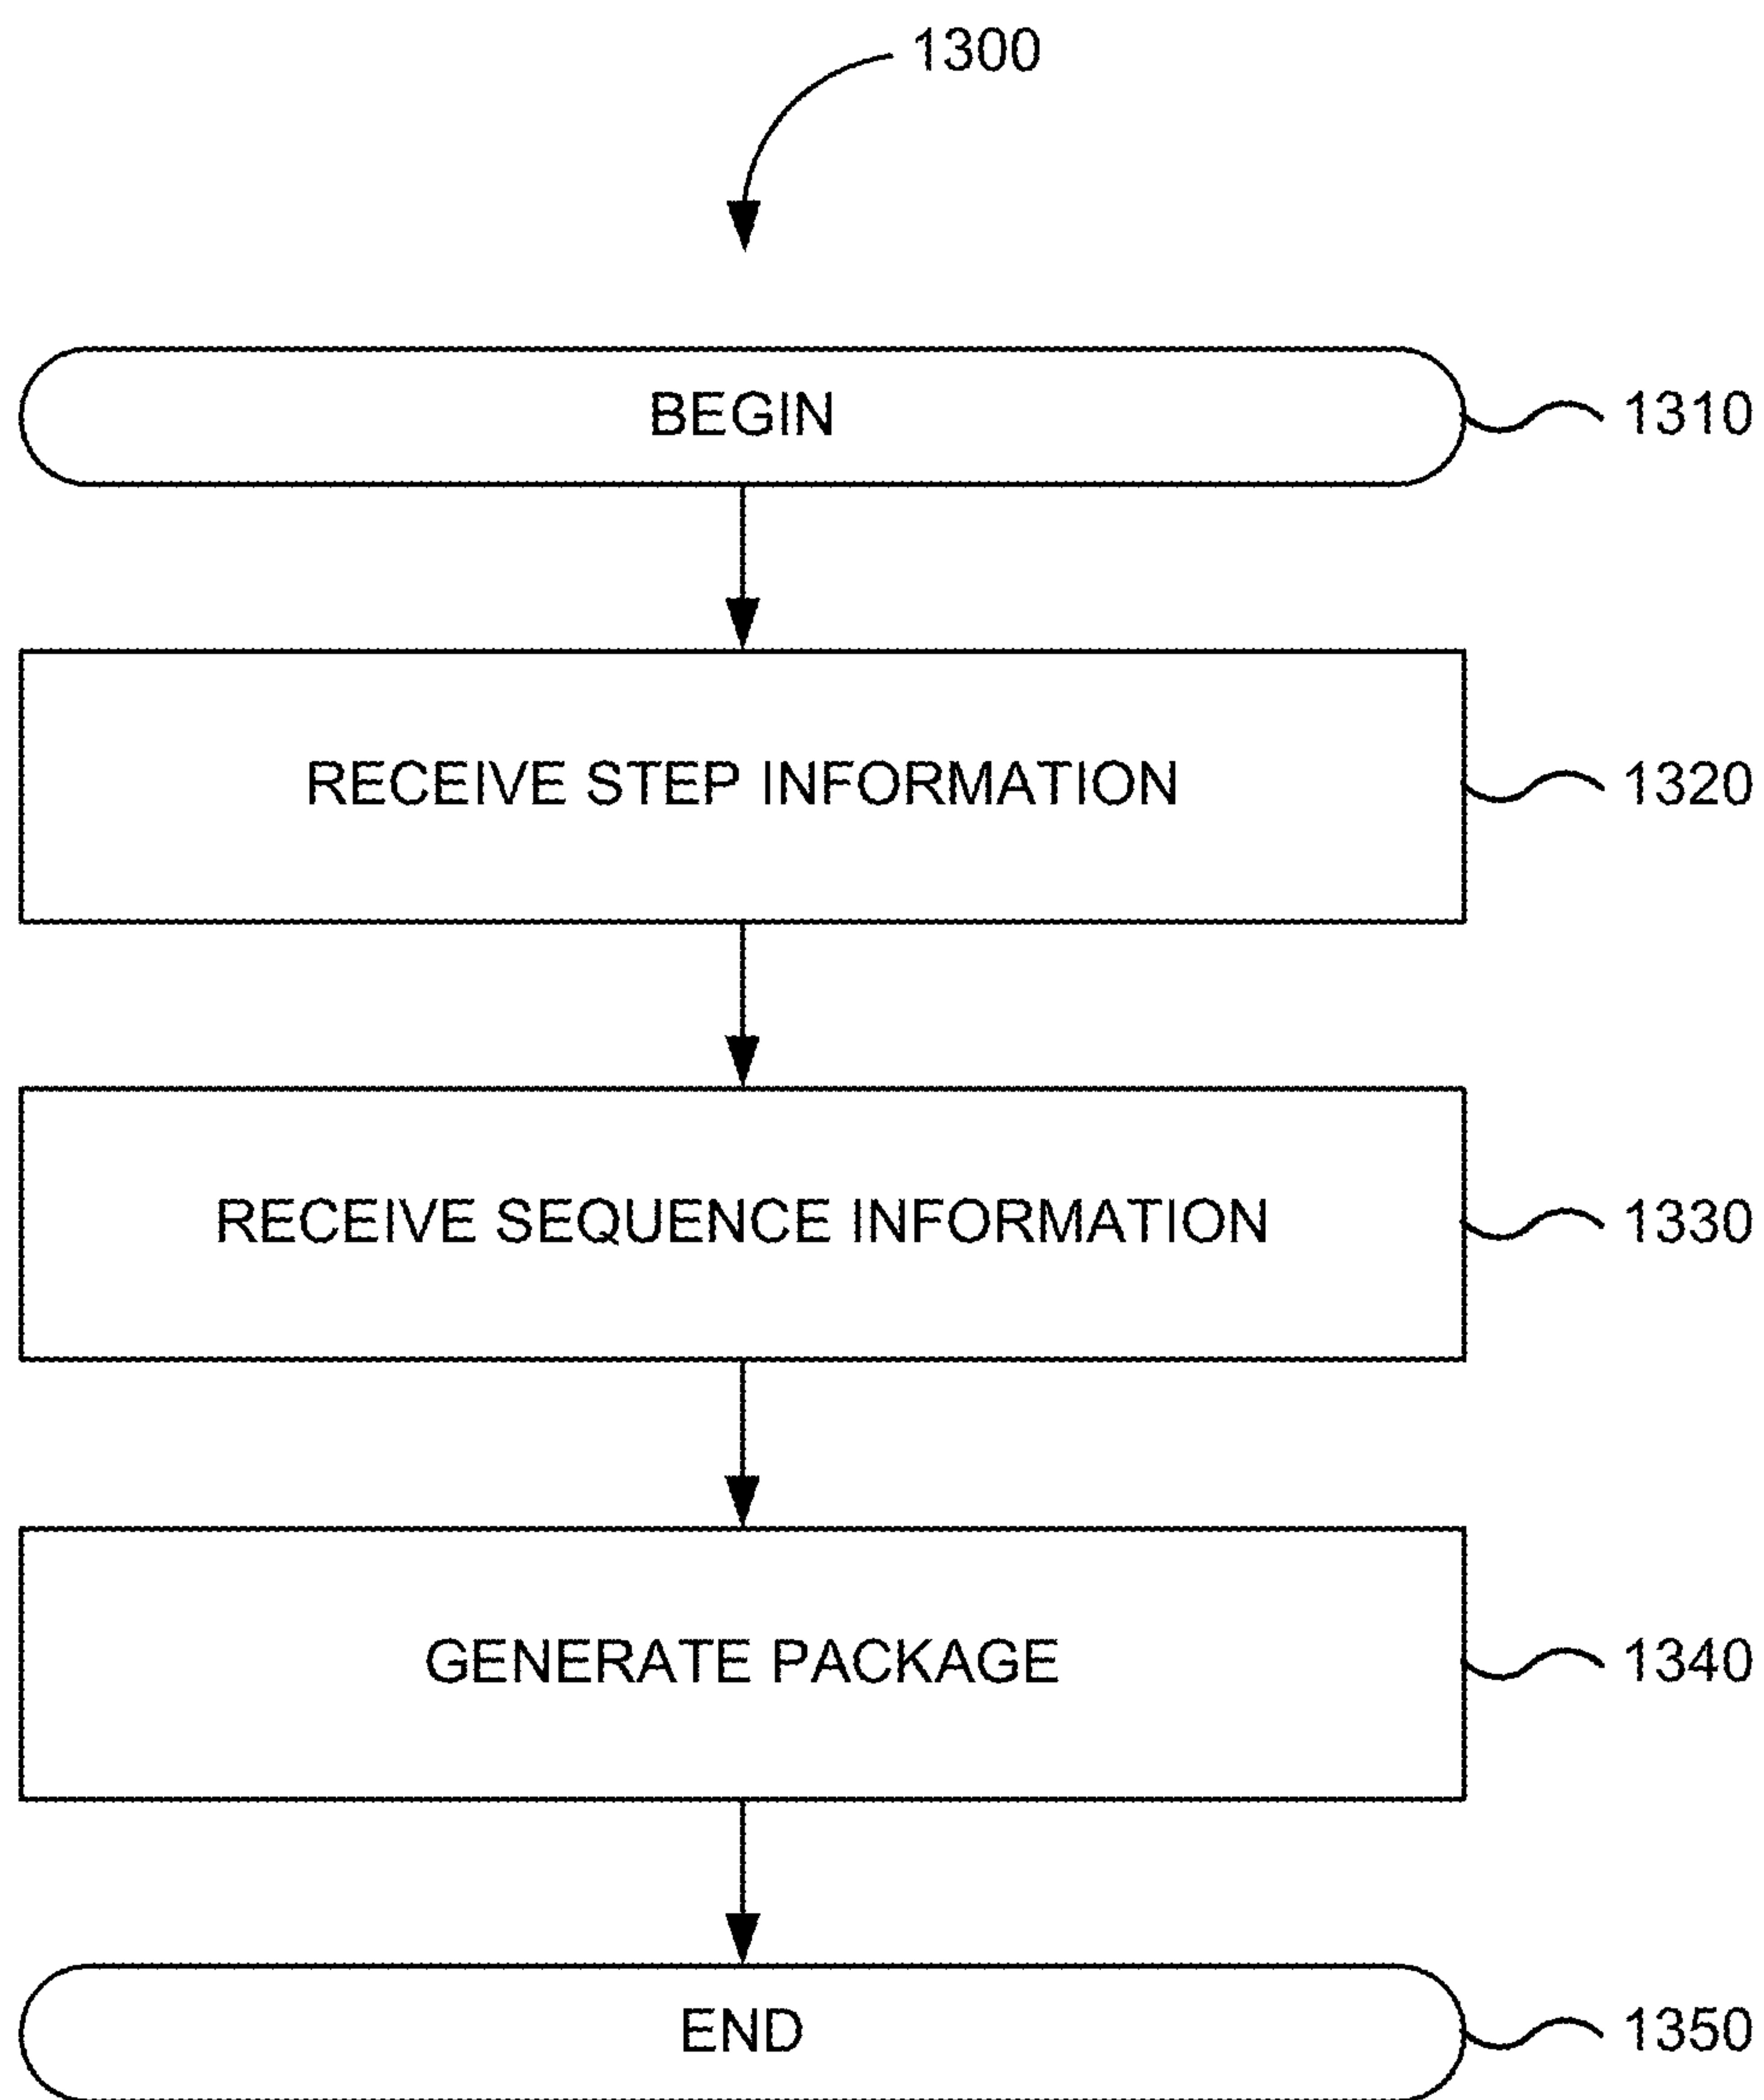 1300
BEGIN
1310
RECEIVE STEP INFORMATION
1320
RECEIVE SEQUENCE INFORMATION
1330
GENERATE PACKAGE
1340
END
1350